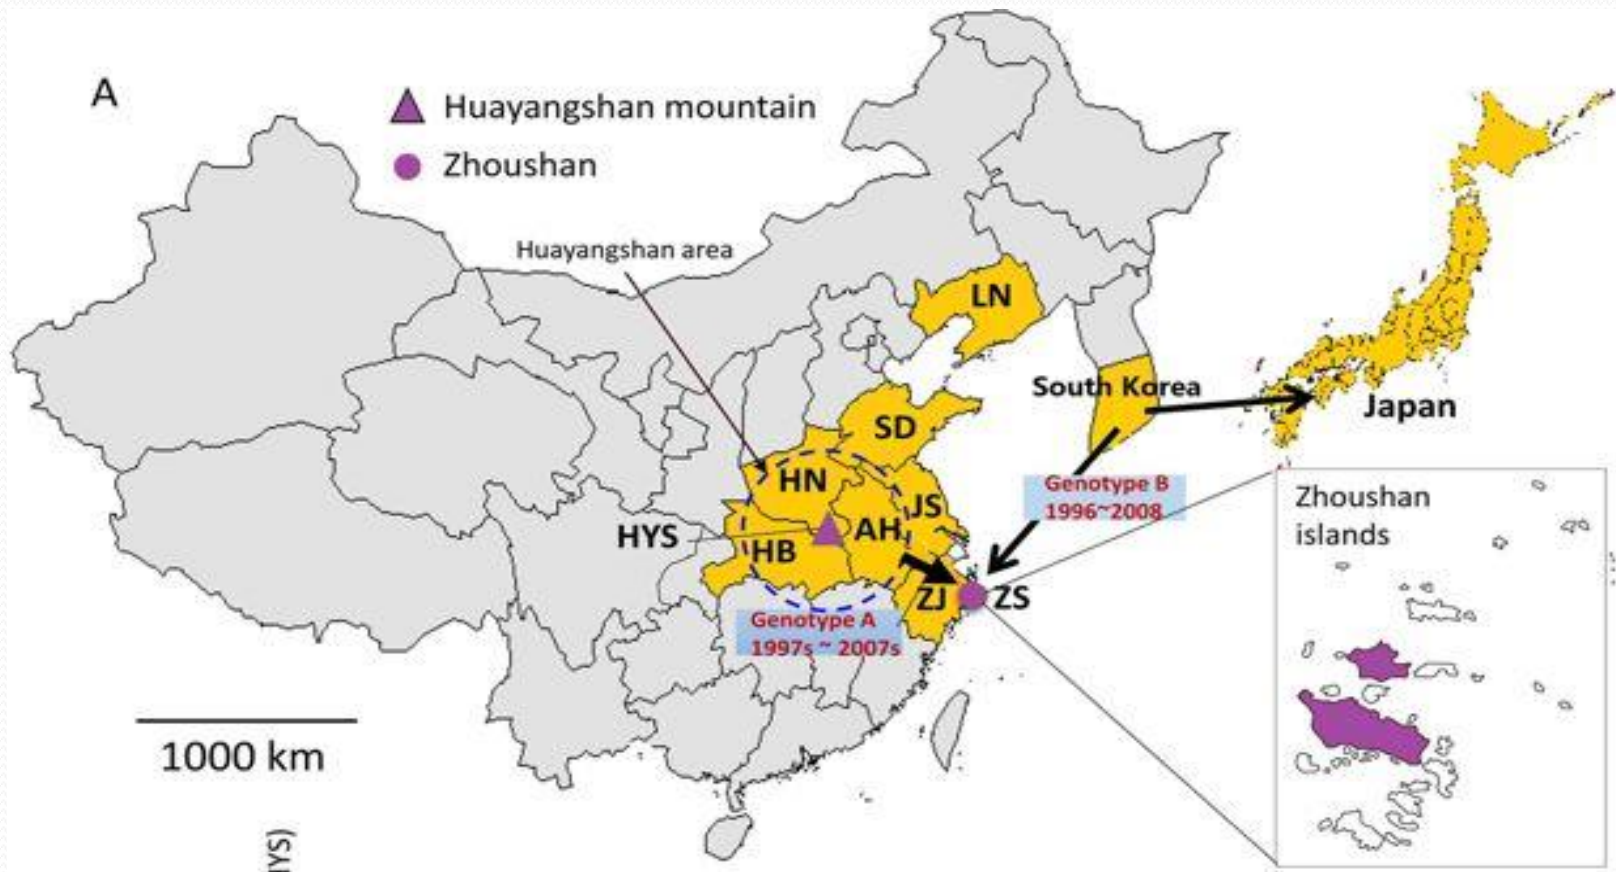 A
Huayangshan mountain
Zhoushan
Huayangshan area
LN
South Korea
Japan
SD
HN
JS
Genotype B
1996~2008
Zhoushan
islands
HYS
AH
HB
ZJ
ZS
Genotype A
1997s ~ 2007s
1000 km
IYS)